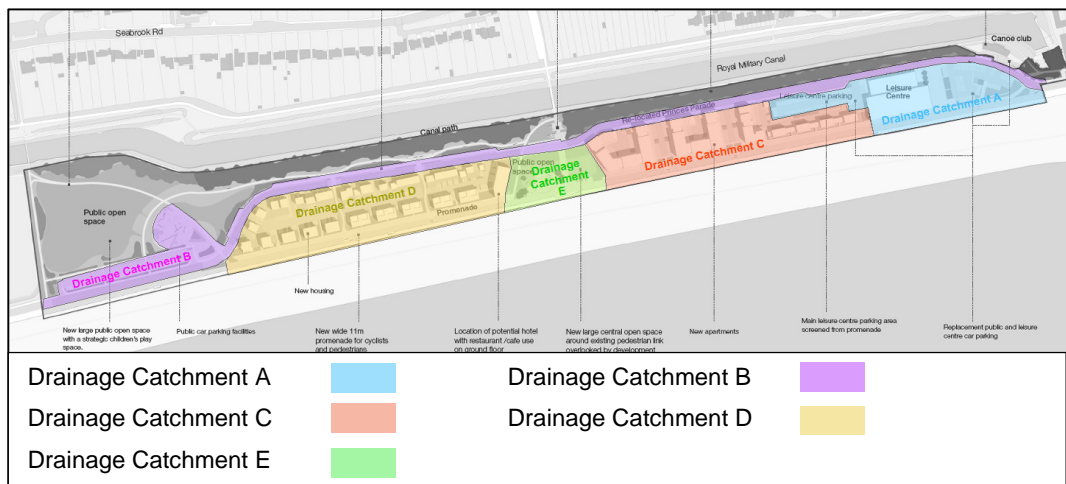 Seabrook Rd
Canoe club
Royal Military Canal
Leisure centre parking
Leisure
Centre
Drainage Catchment A
Re-located Princes Parade
Canal path
Drainage Catchment C
Public open
space
Drainage
Catchment
E
Drainage Catchment D
Promenade
Public open
space
Drainage Catchment B
New housing
New large public open space
with a strategic children's play
space.
Public car parking facilities
New wide 11m
promenade for cyclists
and pedestrians
Location of potential hotel
with restaurant /cafe use
on ground floor
New large central open space
around existing pedestrian link
overlooked by development
New apartments
Main leisure centre parking area
screened from promenade
Replacement public and leisure
centre car parking
Drainage Catchment A
Drainage Catchment B
Drainage Catchment C
Drainage Catchment D
Drainage Catchment E